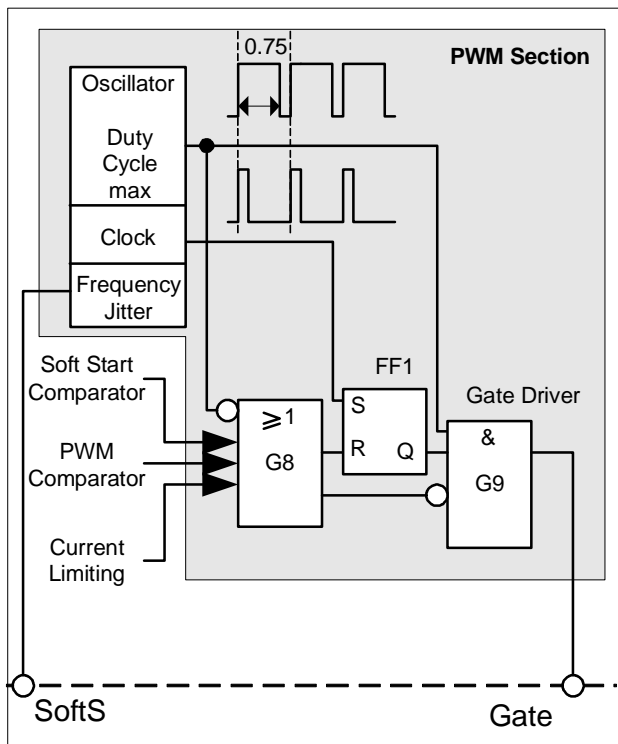 0.75
PWM Section
Oscillator
Duty
Cycle
max
Clock
Frequency
Jitter
Soft Start
Comparator
PWM
Comparator
Current
Limiting
≥1
G8
FF1
S
R
Q
Gate Driver
&
G9
SoftS
Gate